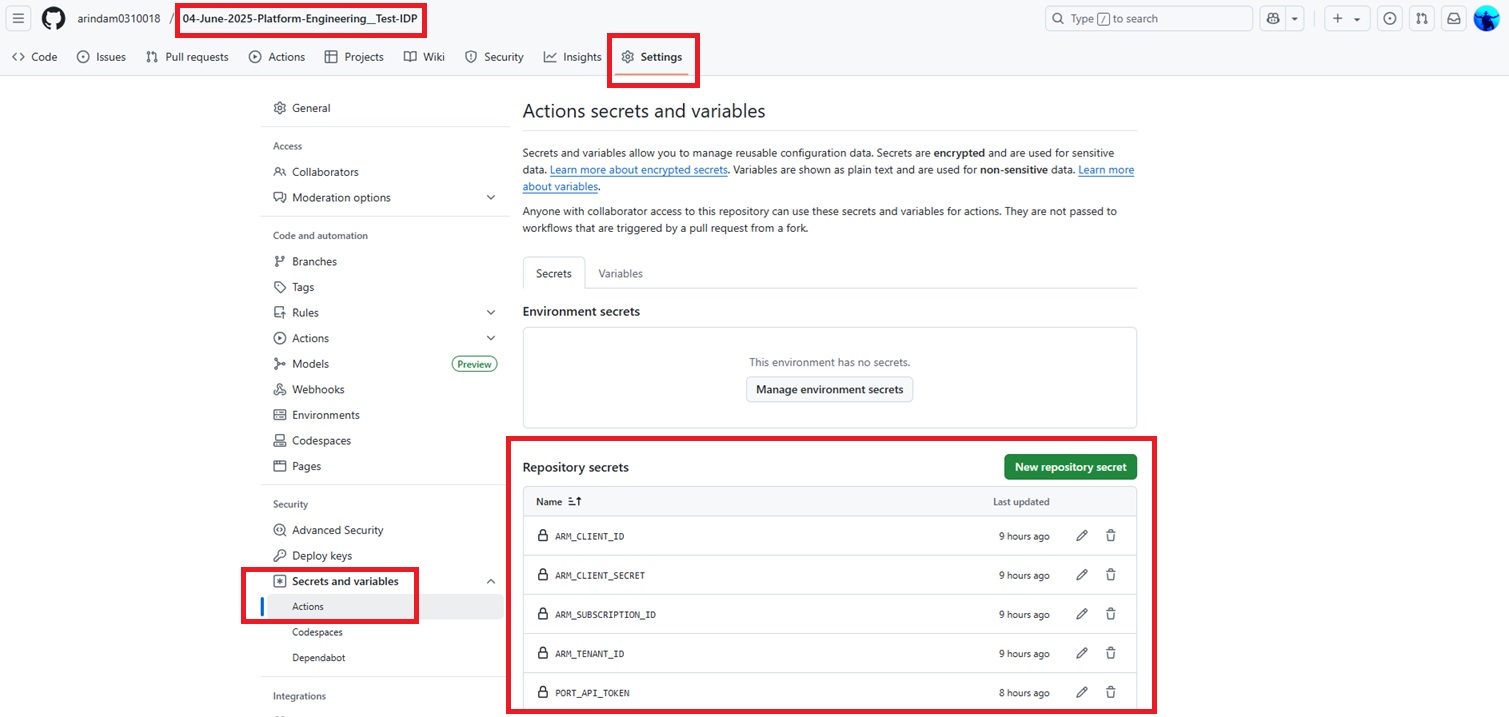 arindam0310018 / 04-June-2025-Platform-Engineering__Test-IDP
Type / to search
Code Issues Pull requests Actions Projects Wiki Security Insights Settings
General
Access
Collaborators
Moderation options
Code and automation
Branches
Tags
Rules
Actions
Models Preview
Webhooks
Environments
Codespaces
Pages
Security
Advanced Security
Deploy keys
Secrets and variables
Actions
Codespaces
Dependabot
Integrations
Actions secrets and variables
Secrets and variables allow you to manage reusable configuration data. Secrets are encrypted and are used for sensitive
data. Learn more about encrypted secrets. Variables are shown as plain text and are used for non-sensitive data. Learn more
about variables.
Anyone with collaborator access to this repository can use these secrets and variables for actions. They are not passed to
workflows that are triggered by a pull request from a fork.
Secrets Variables
Environment secrets
This environment has no secrets.
Manage environment secrets
Repository secrets New repository secret
Name Last updated
ARM_CLIENT_ID 9 hours ago
ARM_CLIENT_SECRET 9 hours ago
ARM_SUBSCRIPTION_ID 9 hours ago
ARM_TENANT_ID 9 hours ago
PORT_API_TOKEN 8 hours ago